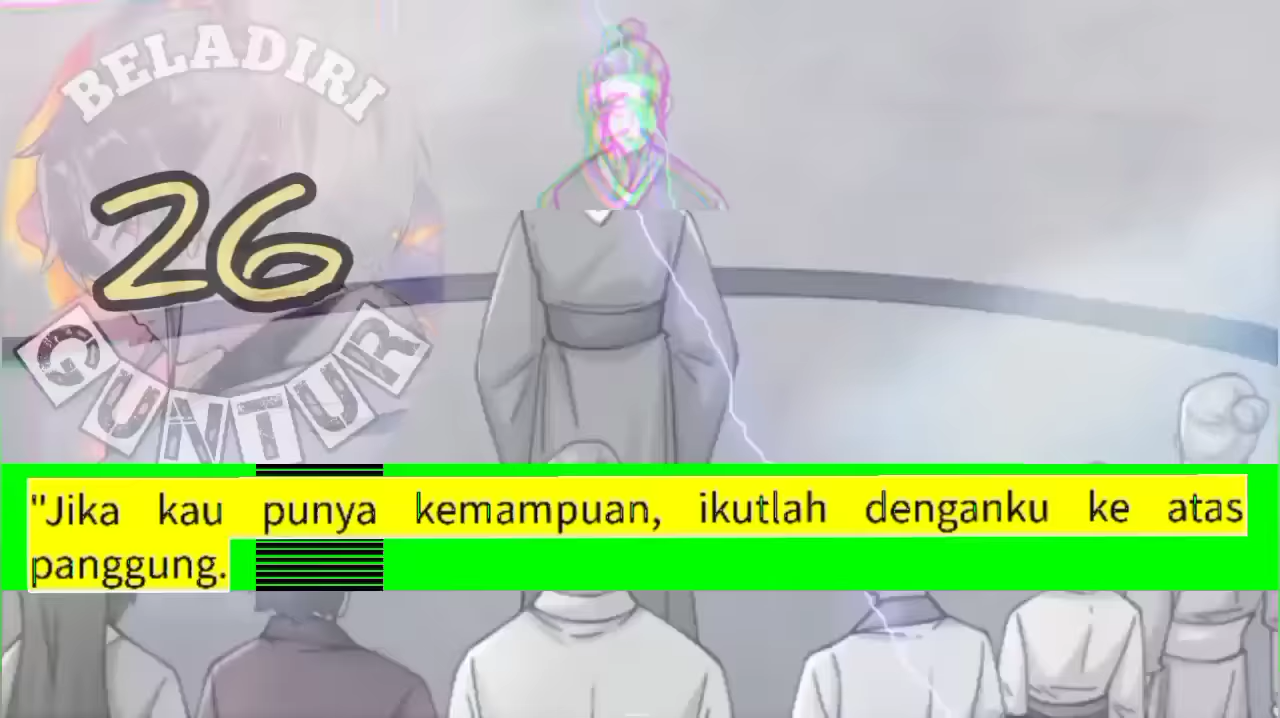 BELADIRI
26
GUNTUR
"Jika kau punya kemampuan, ikutlah denganku ke atas
panggung.